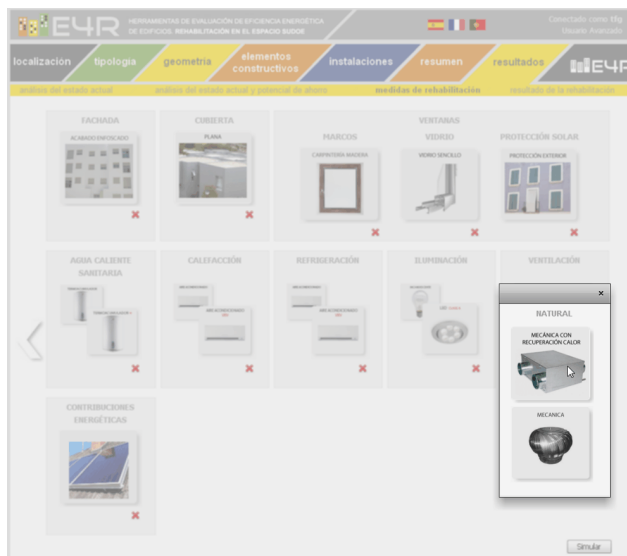 E4R
HERRAMIENTAS DE EVALUACIÓN DE EFICIENCIA ENERGÉTICA
DE EDIFICIOS. REHABILITACIÓN EN EL ESPACIO SUDOE
Conectado como tfg
Usuario Avanzado
localización
tipología
geometría
elementos
constructivos
instalaciones
resumen
resultados
E4R
análisis del estado actual
análisis del estado actual y potencial de ahorro
medidas de rehabilitación
resultado de la rehabilitación
FACHADA
CUBIERTA
VENTANAS
MARCOS
VIDRIO
PROTECCIÓN SOLAR
ACABADO ENFOSCADO
PLANA
CARPINTERIA MADERA
VIDRIO SENCILLO
PROTECCIÓN EXTERIOR
AGUA CALIENTE
SANITARIA
CALEFACCIÓN
REFRIGERACIÓN
ILUMINACIÓN
VENTILACIÓN
NATURAL
MECÁNICA CON
RECUPERACIÓN CALOR
MECANICA
CONTRIBUCIONES
ENERGÉTICAS
Simular